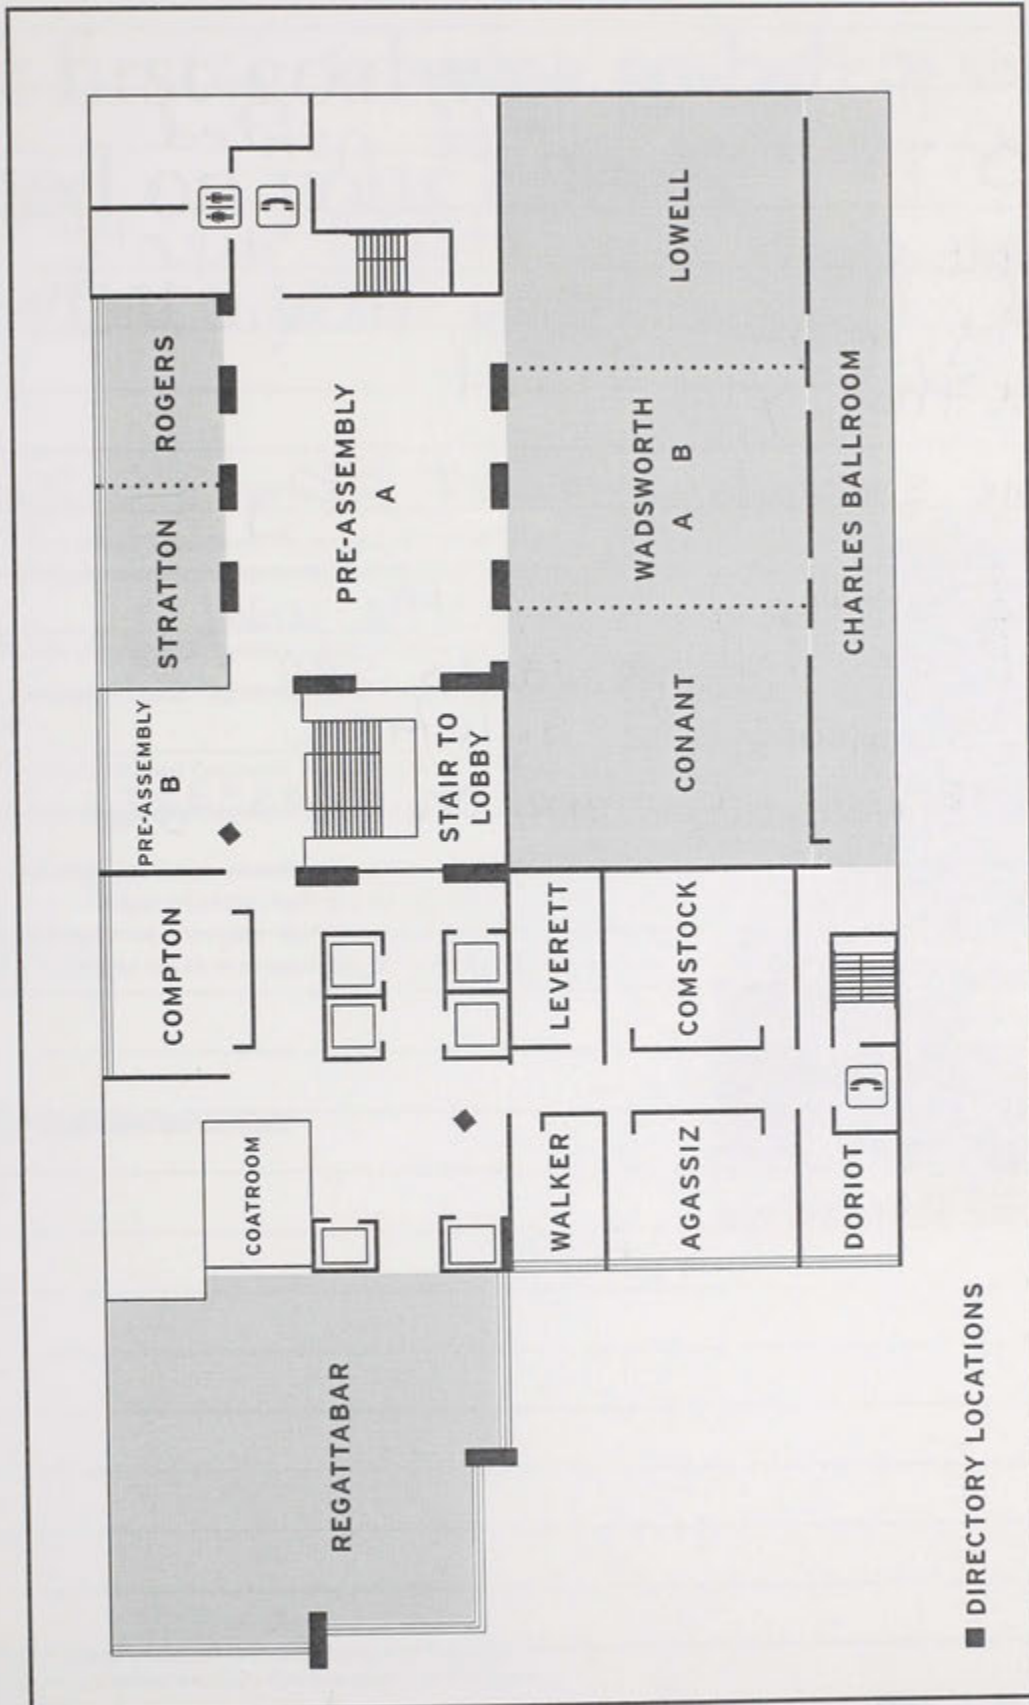 REGATTABAR
COATROOM
COMPTON
PRE-ASSEMBLY
B
STRATTON
ROGERS
PRE-ASSEMBLY
A
STAIR TO
LOBBY
WALKER
LEVERETT
AGASSIZ
COMSTOCK
DORIOT
CONANT
WADSWORTH
A B
LOWELL
CHARLES BALLROOM
DIRECTORY LOCATIONS